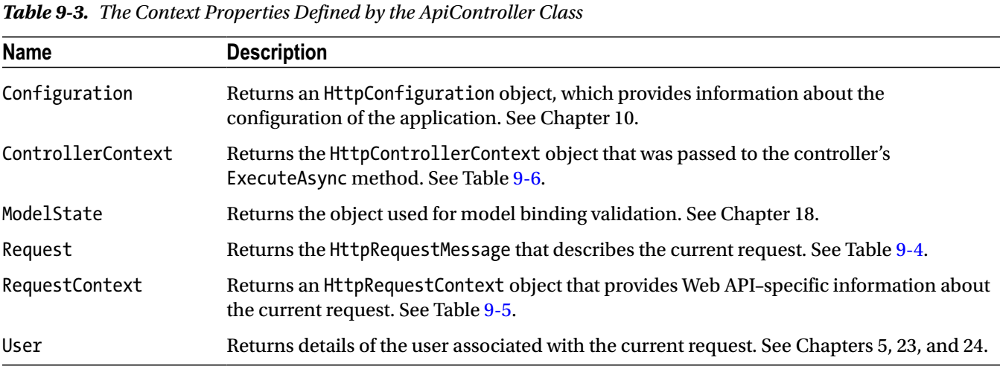 Table 9-3. The Context Properties Defined by the ApiController Class
Name Description
Configuration Returns an HttpConfiguration object, which provides information about the
configuration of the application. See Chapter 10.
ControllerContext Returns the HttpControllerContext object that was passed to the controller's
ExecuteAsync method. See Table 9-6.
ModelState Returns the object used for model binding validation. See Chapter 18.
Request Returns the HttpRequestMessage that describes the current request. See Table 9-4.
RequestContext Returns an HttpRequestContext object that provides Web API–specific information about
the current request. See Table 9-5.
User Returns details of the user associated with the current request. See Chapters 5, 23, and 24.